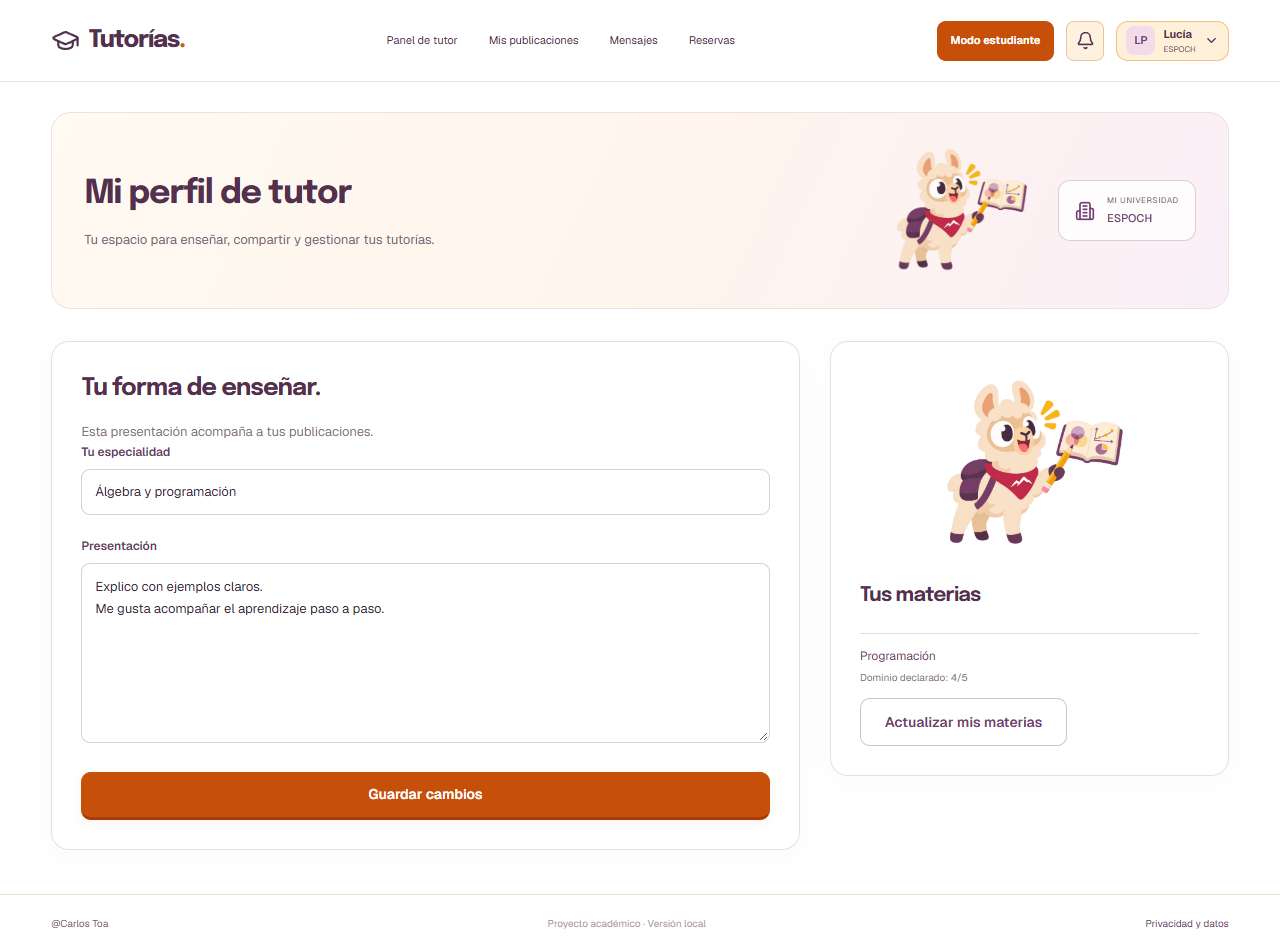 Tutorías.
Panel de tutor
Mis publicaciones
Mensajes
Reservas
Modo estudiante
LP
Lucía
ESPOCH
Mi perfil de tutor
Tu espacio para enseñar, compartir y gestionar tus tutorías.
MI UNIVERSIDAD
ESPOCH
Tu forma de enseñar.
Esta presentación acompaña a tus publicaciones.
Tu especialidad
Álgebra y programación
Presentación
Explico con ejemplos claros.
Me gusta acompañar el aprendizaje paso a paso.
Guardar cambios
Tus materias
Programación
Dominio declarado: 4/5
Actualizar mis materias
@Carlos Toa
Proyecto académico · Versión local
Privacidad y datos